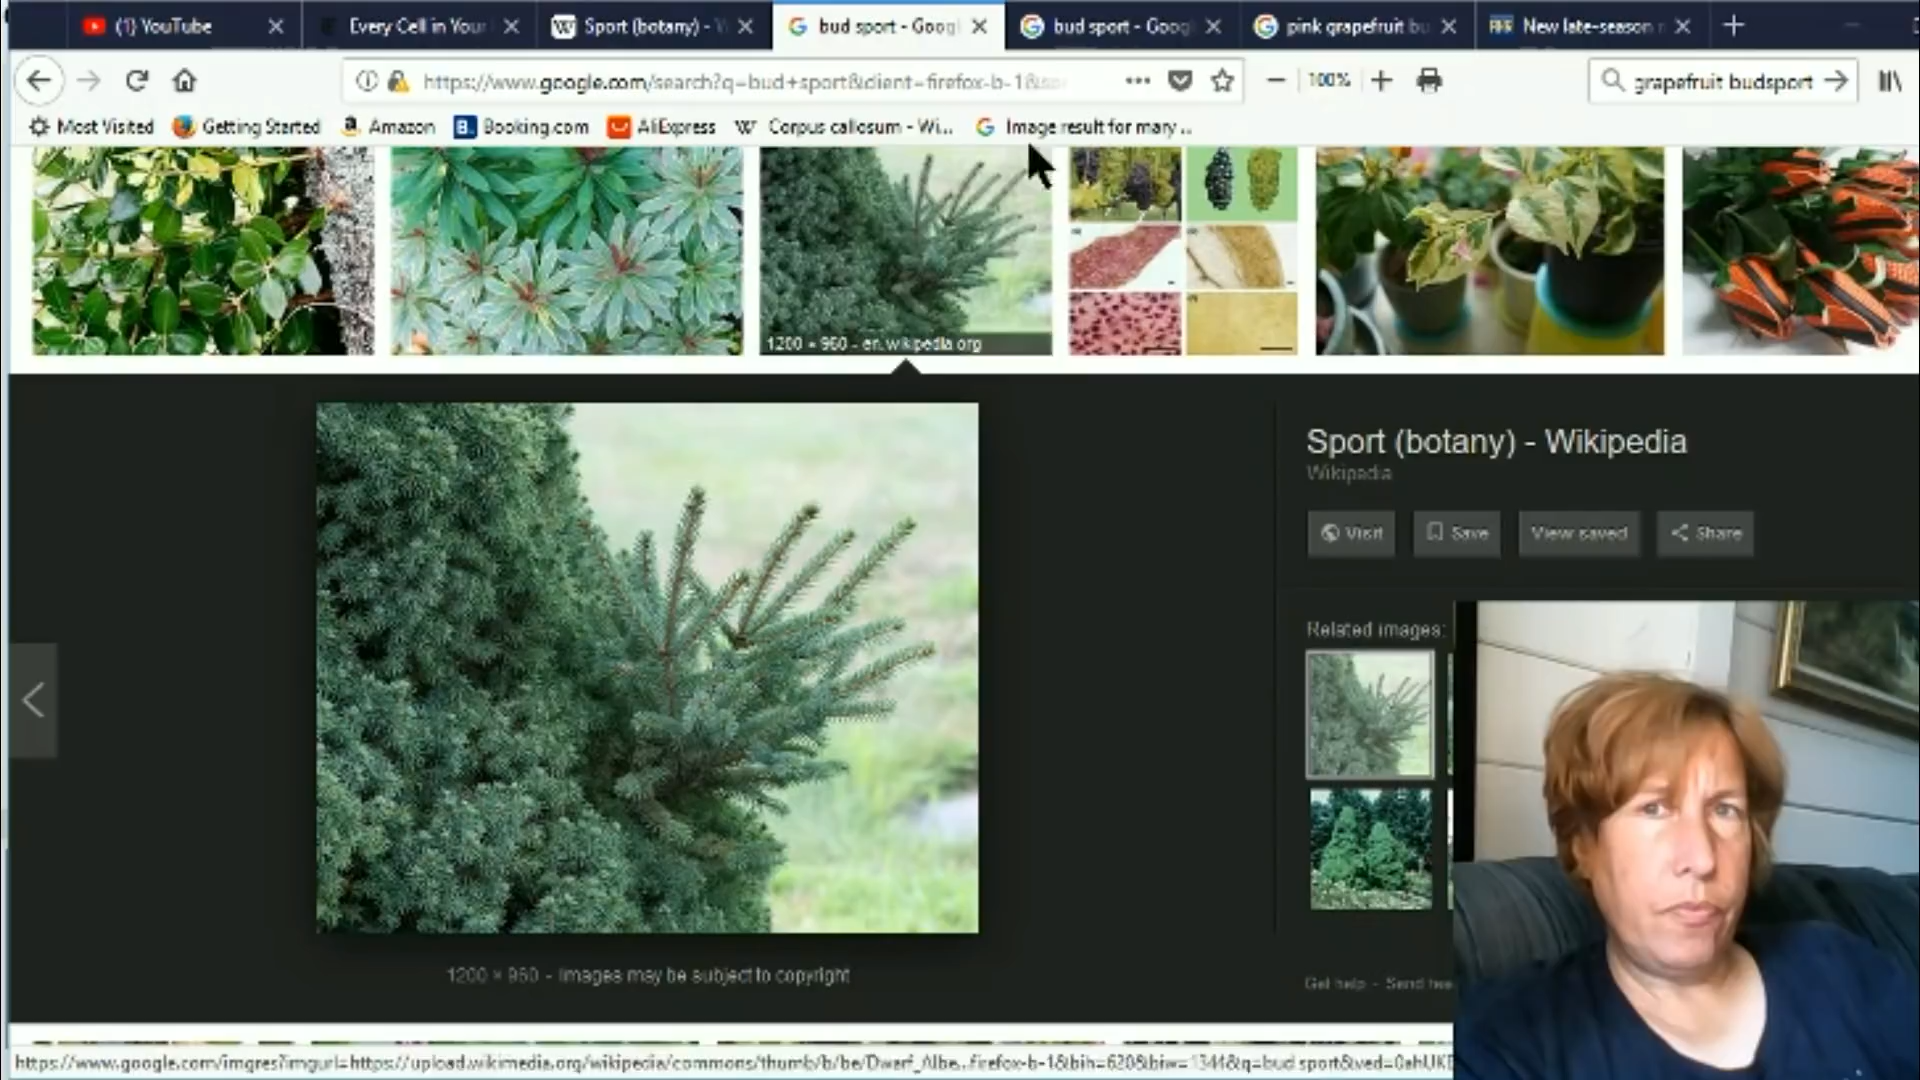 (1) YouTube
Every Cell in Your
Sport (botany) -
bud sport - Googl
bud sport - Goog
pink grapefruit bu
New late-season
https://www.google.com/search?q=bud+sport&client=firefox-b-1&
100%
grapefruit budsport
Most Visited
Getting Started
Amazon
Booking.com
AliExpress
Corpus callosum - Wi...
Image result for mary ...
1200 × 960 - en.wikipedia.org
Sport (botany) - Wikipedia
Wikipedia
Visit
Save
View saved
Share
Related images:
1200 × 960 - Images may be subject to copyright
Get help - Send
https://www.google.com/imgres?imgurl=https://upload.wikimedia.org/wikipedia/commons/thumb/b/be/Dwarf_Albe...firefox-b-1&bih=620&biw=1344&q=bud sport&ved=0ahUKE